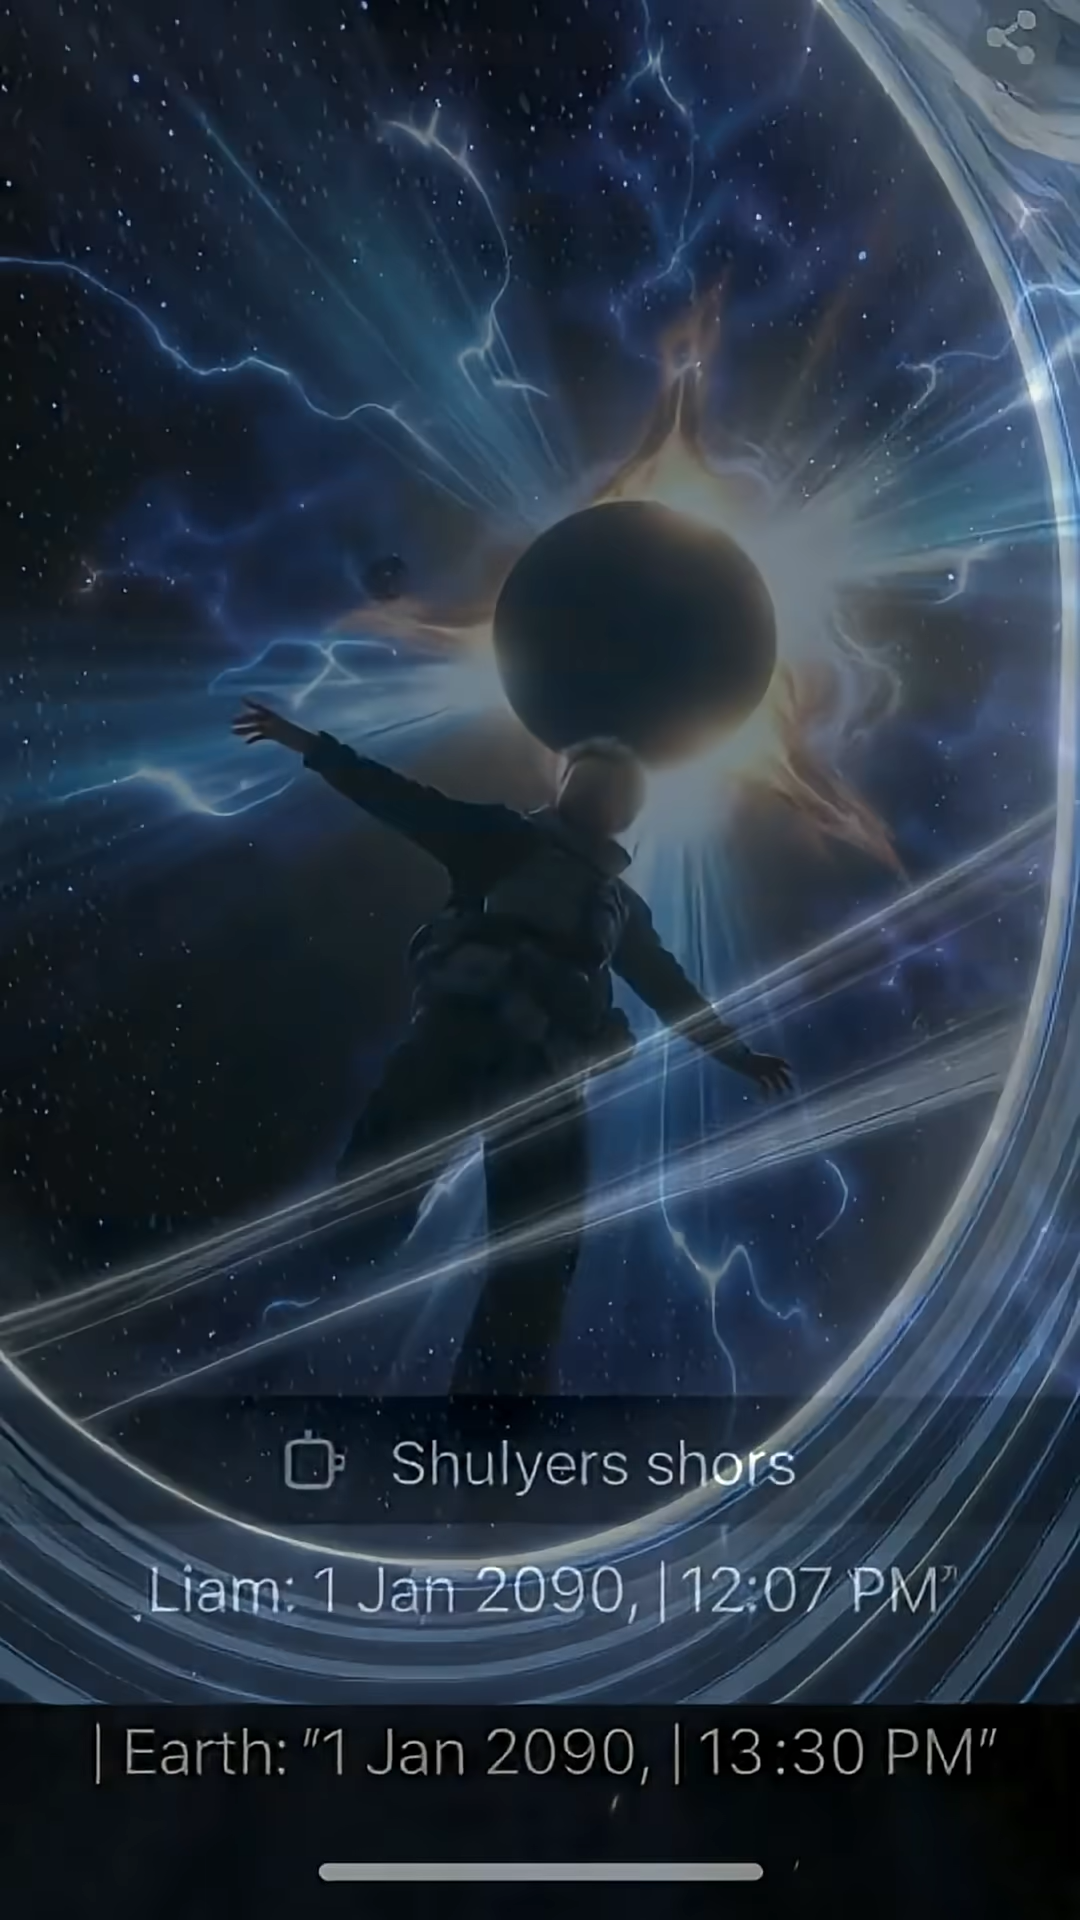 Shulyers shors
Liam: 1 Jan 2090, | 12:07 PM”
| Earth: “1 Jan 2090, | 13:30 PM”